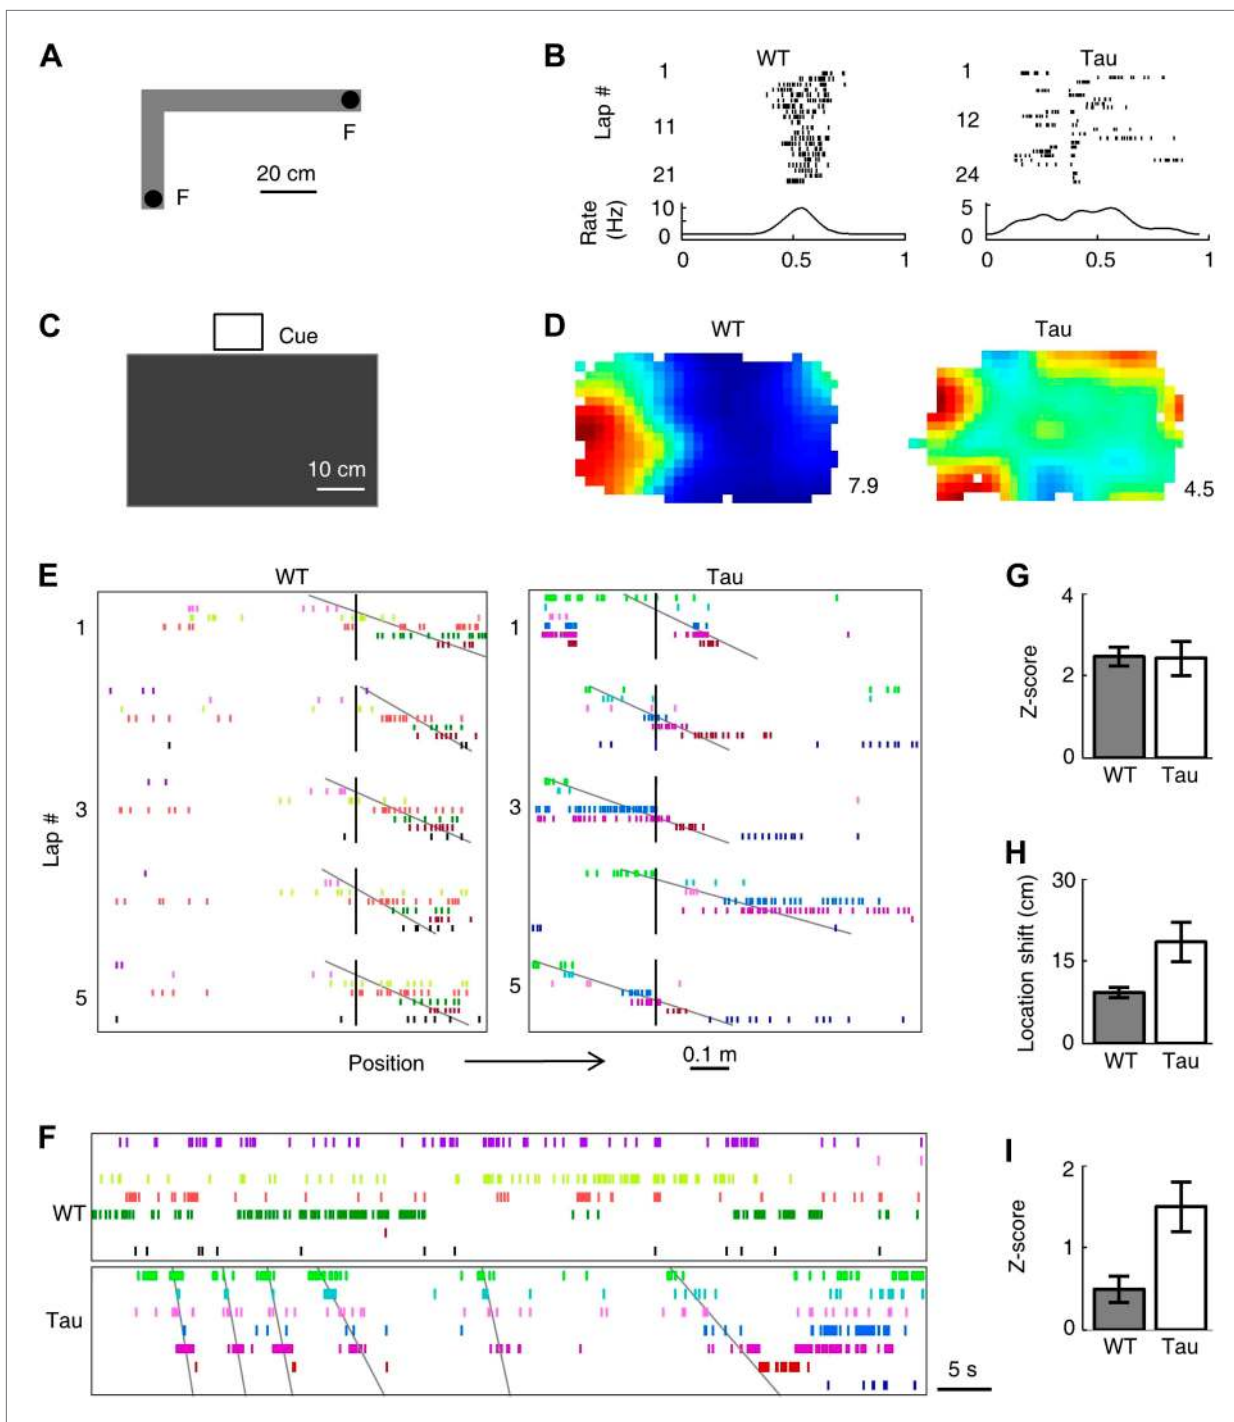 A
F
F
20 cm
B
WT
Tau
Lap #
1
11
21
1
12
24
Rate
(Hz)
10
0
5
0
0
0.5
1
0
0.5
1
C
Cue
10 cm
D
WT
Tau
7.9
4.5
E
WT
Tau
Lap #
1
3
5
1
3
5
Position
0.1 m
F
WT
Tau
5 s
G
Z-score
4
2
0
WT
Tau
H
Location shift (cm)
30
15
0
WT
Tau
I
Z-score
2
1
0
WT
Tau